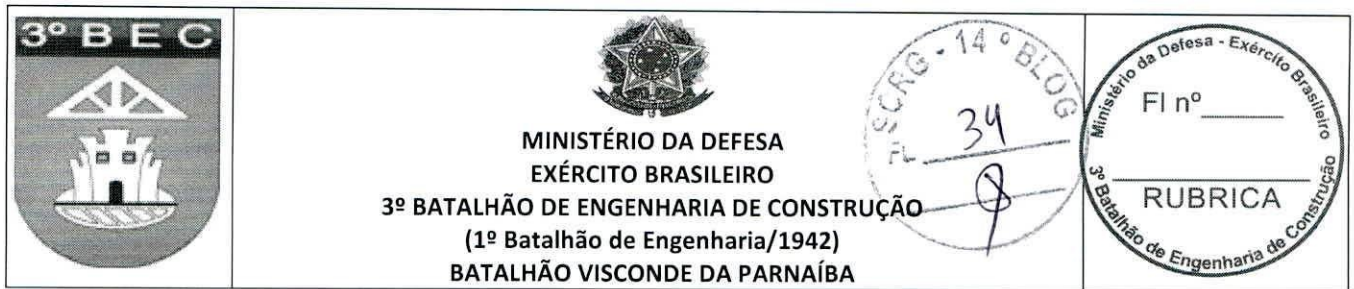 3º B E C
MINISTÉRIO DA DEFESA
EXÉRCITO BRASILEIRO
3º BATALHÃO DE ENGENHARIA DE CONSTRUÇÃO
(1º Batalhão de Engenharia/1942)
BATALHÃO VISCONDE DA PARNAÍBA
SCRG - 14º BLOG
FL 34
Ministério da Defesa - Exército Brasileiro
Fl nº______
RUBRICA
3º Batalhão de Engenharia de Construção